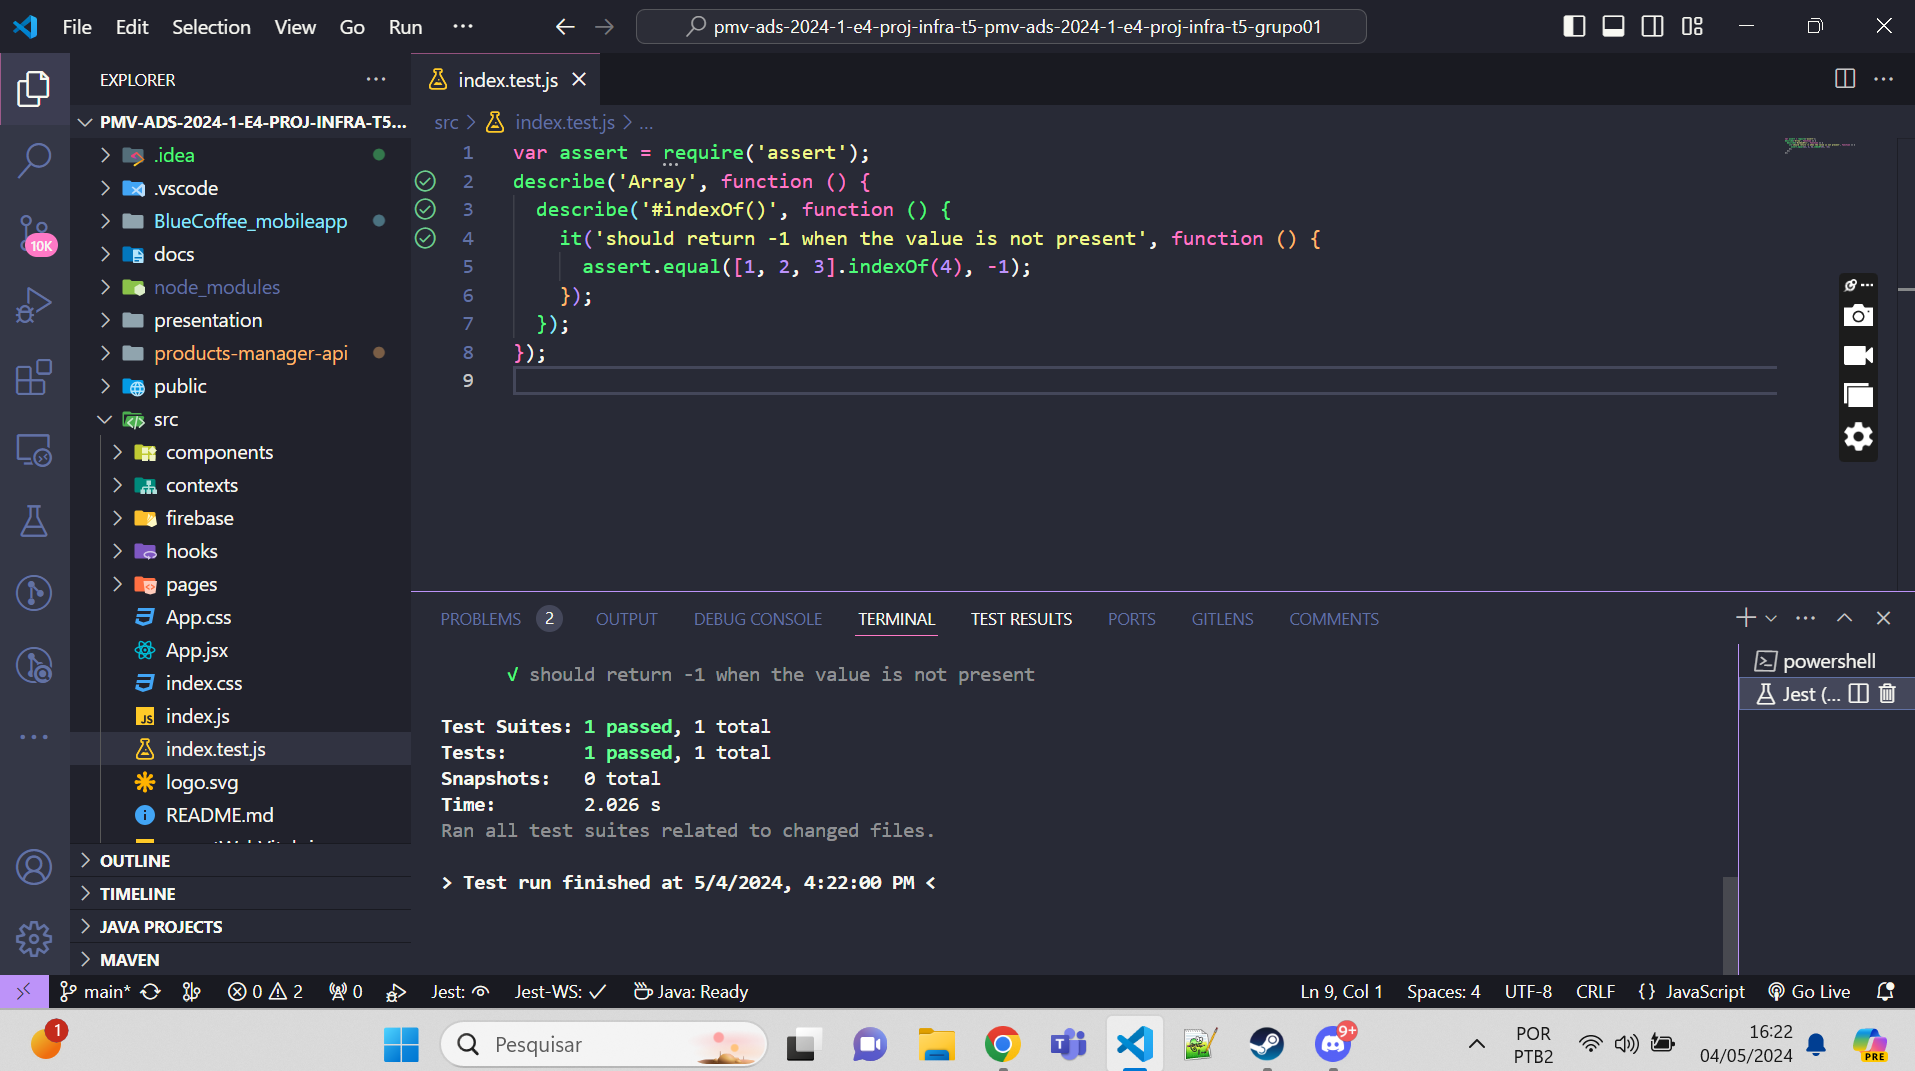 File Edit Selection View Go Run ...
pmv-ads-2024-1-e4-proj-infra-t5-pmv-ads-2024-1-e4-proj-infra-t5-grupo01
EXPLORER
PMV-ADS-2024-1-E4-PROJ-INFRA-T5...
.idea
.vscode
BlueCoffee_mobileapp
docs
node_modules
presentation
products-manager-api
public
src
components
contexts
firebase
hooks
pages
App.css
App.jsx
index.css
index.js
index.test.js
logo.svg
README.md
OUTLINE
TIMELINE
JAVA PROJECTS
MAVEN
10K
index.test.js
src > index.test.js > ...
1 var assert = require('assert');
2 describe('Array', function () {
3 describe('#indexOf()', function () {
4 it('should return -1 when the value is not present', function () {
5 assert.equal([1, 2, 3].indexOf(4), -1);
6 });
7 });
8 });
9
PROBLEMS 2 OUTPUT DEBUG CONSOLE TERMINAL TEST RESULTS PORTS GITLENS COMMENTS
√ should return -1 when the value is not present
Test Suites: 1 passed, 1 total
Tests: 1 passed, 1 total
Snapshots: 0 total
Time: 2.026 s
Ran all test suites related to changed files.
> Test run finished at 5/4/2024, 4:22:00 PM <
powershell
Jest (...
main* 0 2 0 Jest: Jest-WS: Java: Ready
Ln 9, Col 1 Spaces: 4 UTF-8 CRLF {} JavaScript Go Live
1
Pesquisar
9+
POR
PTB2
16:22
04/05/2024
PRE